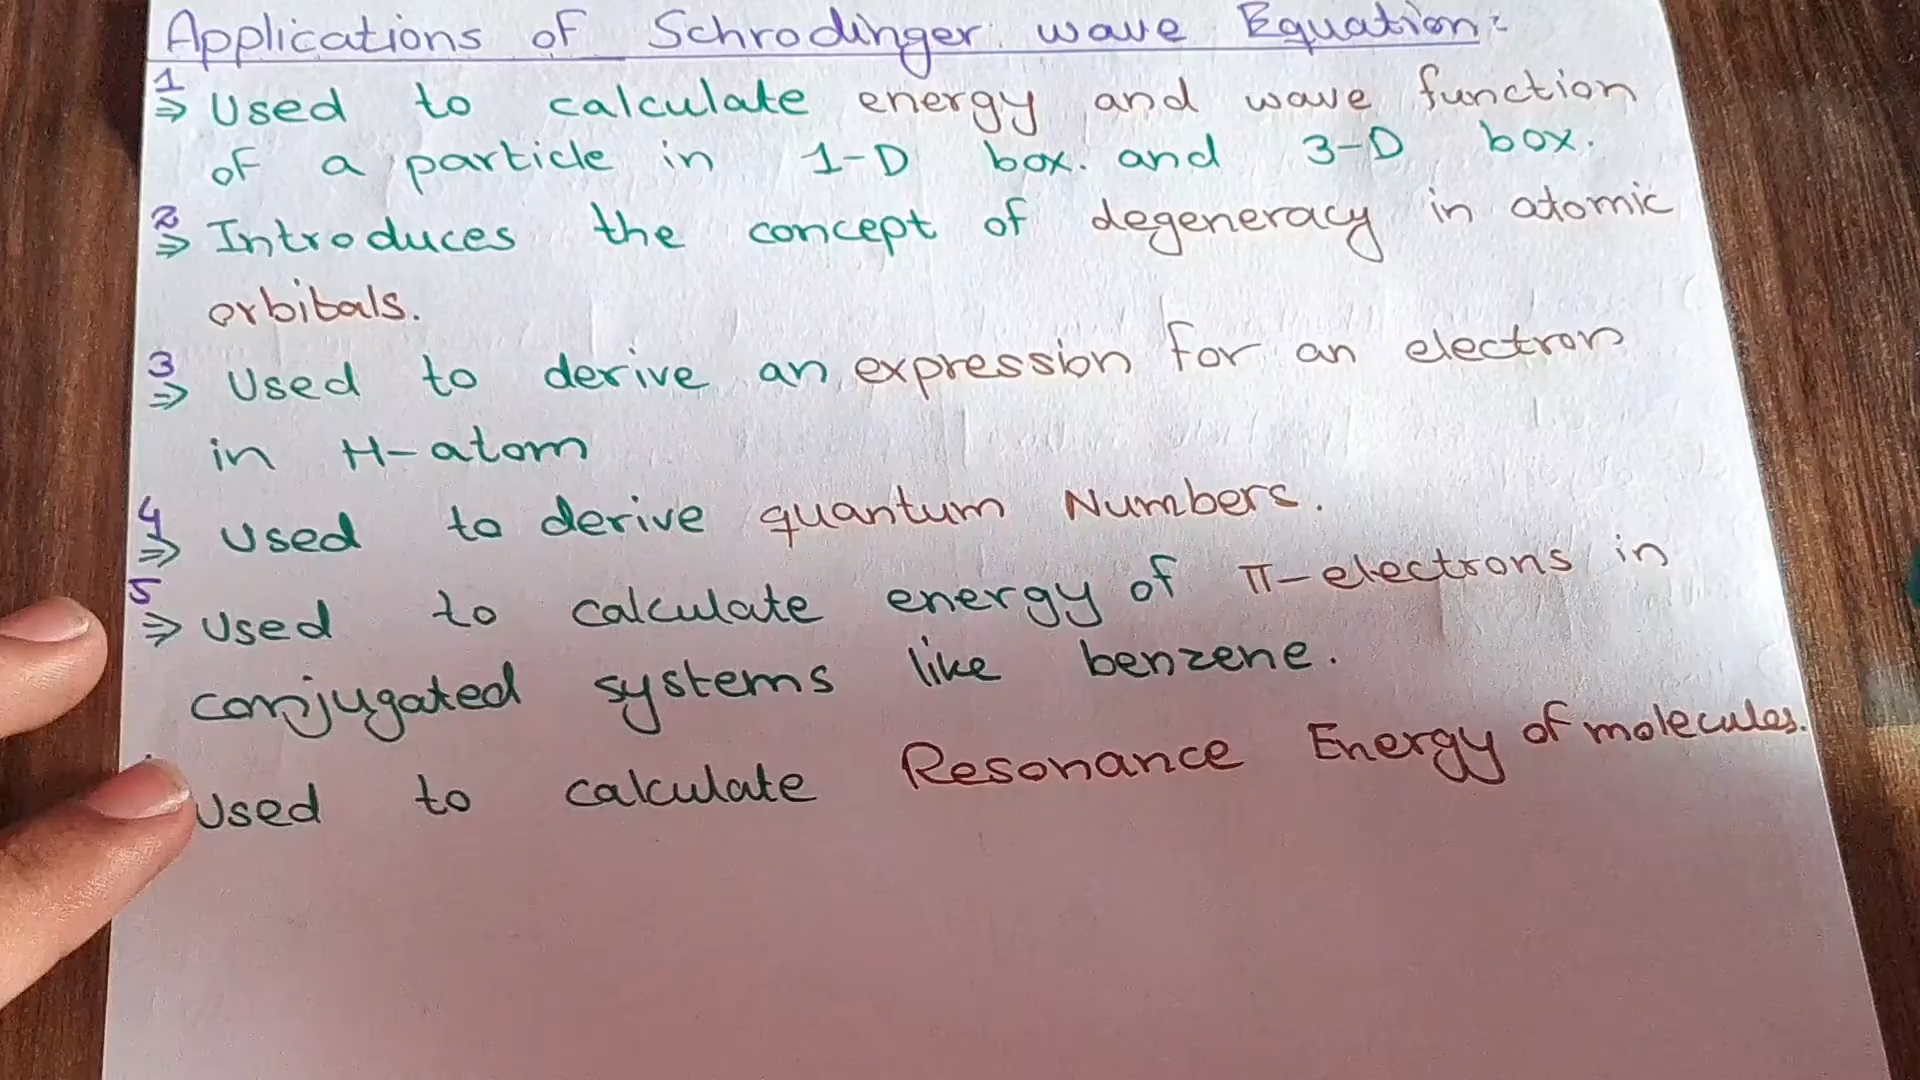 Applications of Schrodinger wave Equation:
1⇒ Used to calculate energy and wave function
of a particle in 1-D box. and 3-D box.
2⇒ Introduces the concept of degeneracy in atomic
orbitals.
3⇒ Used to derive an expression for an electron
in H-atom
4⇒ Used to derive quantum Numbers.
5⇒ Used to calculate energy of π-electrons in
conjugated systems like benzene.
Used to calculate Resonance Energy of molecules.